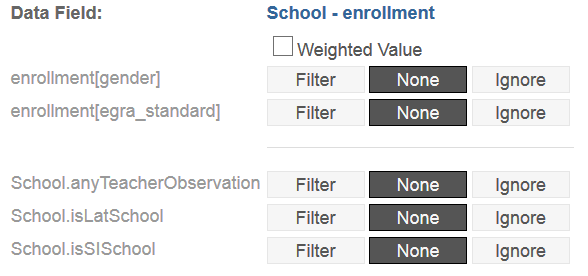 Data Field: School - enrollment
Weighted Value
enrollment[gender] Filter None Ignore
enrollment[egra_standard] Filter None Ignore
School.anyTeacherObservation Filter None Ignore
School.isLatSchool Filter None Ignore
School.isSISchool Filter None Ignore